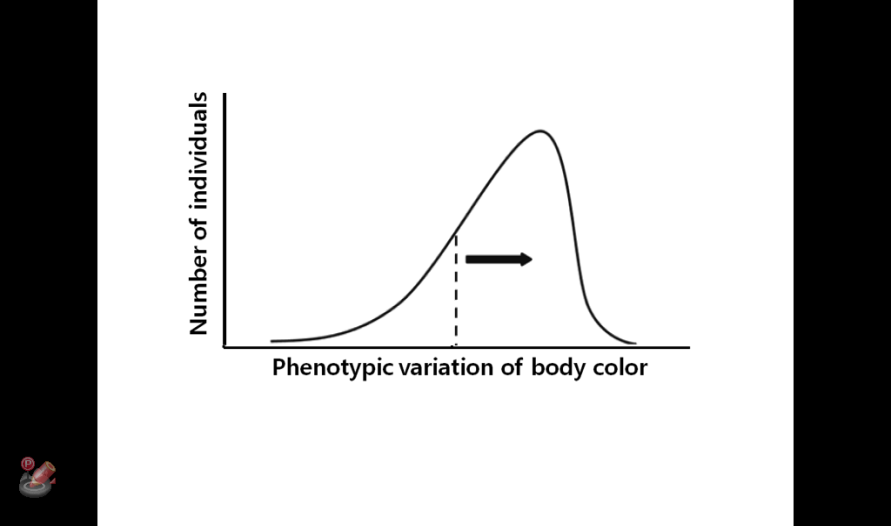 Number of individuals
Phenotypic variation of body color
P